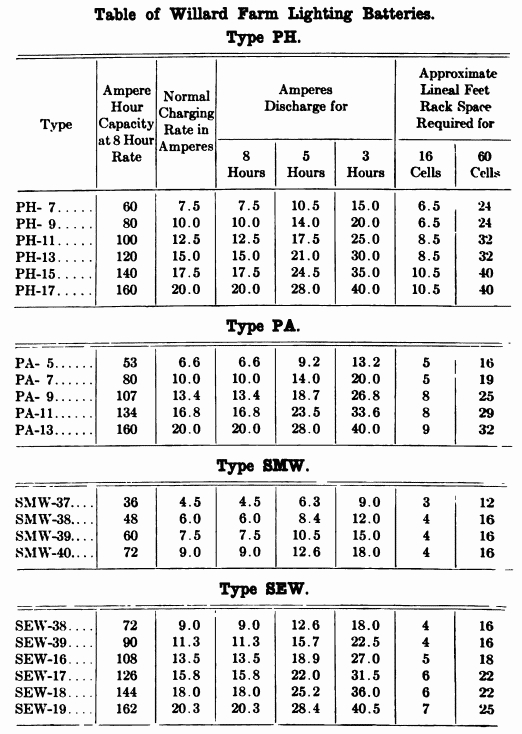 Table of Willard Farm Lighting Batteries.
Type PH.
Type
Ampere Hour Capacity at 8 Hour Rate
Normal Charging Rate in Amperes
Amperes Discharge for
Approximate Lineal Feet Rack Space Required for
8 Hours 5 Hours 3 Hours 16 Cells 60 Cells
PH- 7..... 60 7.5 7.5 10.5 15.0 6.5 24
PH- 9..... 80 10.0 10.0 14.0 20.0 6.5 24
PH-11..... 100 12.5 12.5 17.5 25.0 8.5 32
PH-13..... 120 15.0 15.0 21.0 30.0 8.5 32
PH-15..... 140 17.5 17.5 24.5 35.0 10.5 40
PH-17..... 160 20.0 20.0 28.0 40.0 10.5 40
Type PA.
PA- 5...... 53 6.6 6.6 9.2 13.2 5 16
PA- 7...... 80 10.0 10.0 14.0 20.0 5 19
PA- 9...... 107 13.4 13.4 18.7 26.8 8 25
PA-11...... 134 16.8 16.8 23.5 33.6 8 29
PA-13...... 160 20.0 20.0 28.0 40.0 9 32
Type SMW.
SMW-37.... 36 4.5 4.5 6.3 9.0 3 12
SMW-38.... 48 6.0 6.0 8.4 12.0 4 16
SMW-39.... 60 7.5 7.5 10.5 15.0 4 16
SMW-40.... 72 9.0 9.0 12.6 18.0 4 16
Type SEW.
SEW-38.... 72 9.0 9.0 12.6 18.0 4 16
SEW-39.... 90 11.3 11.3 15.7 22.5 4 16
SEW-16.... 108 13.5 13.5 18.9 27.0 5 18
SEW-17.... 126 15.8 15.8 22.0 31.5 6 22
SEW-18.... 144 18.0 18.0 25.2 36.0 6 22
SEW-19.... 162 20.3 20.3 28.4 40.5 7 25